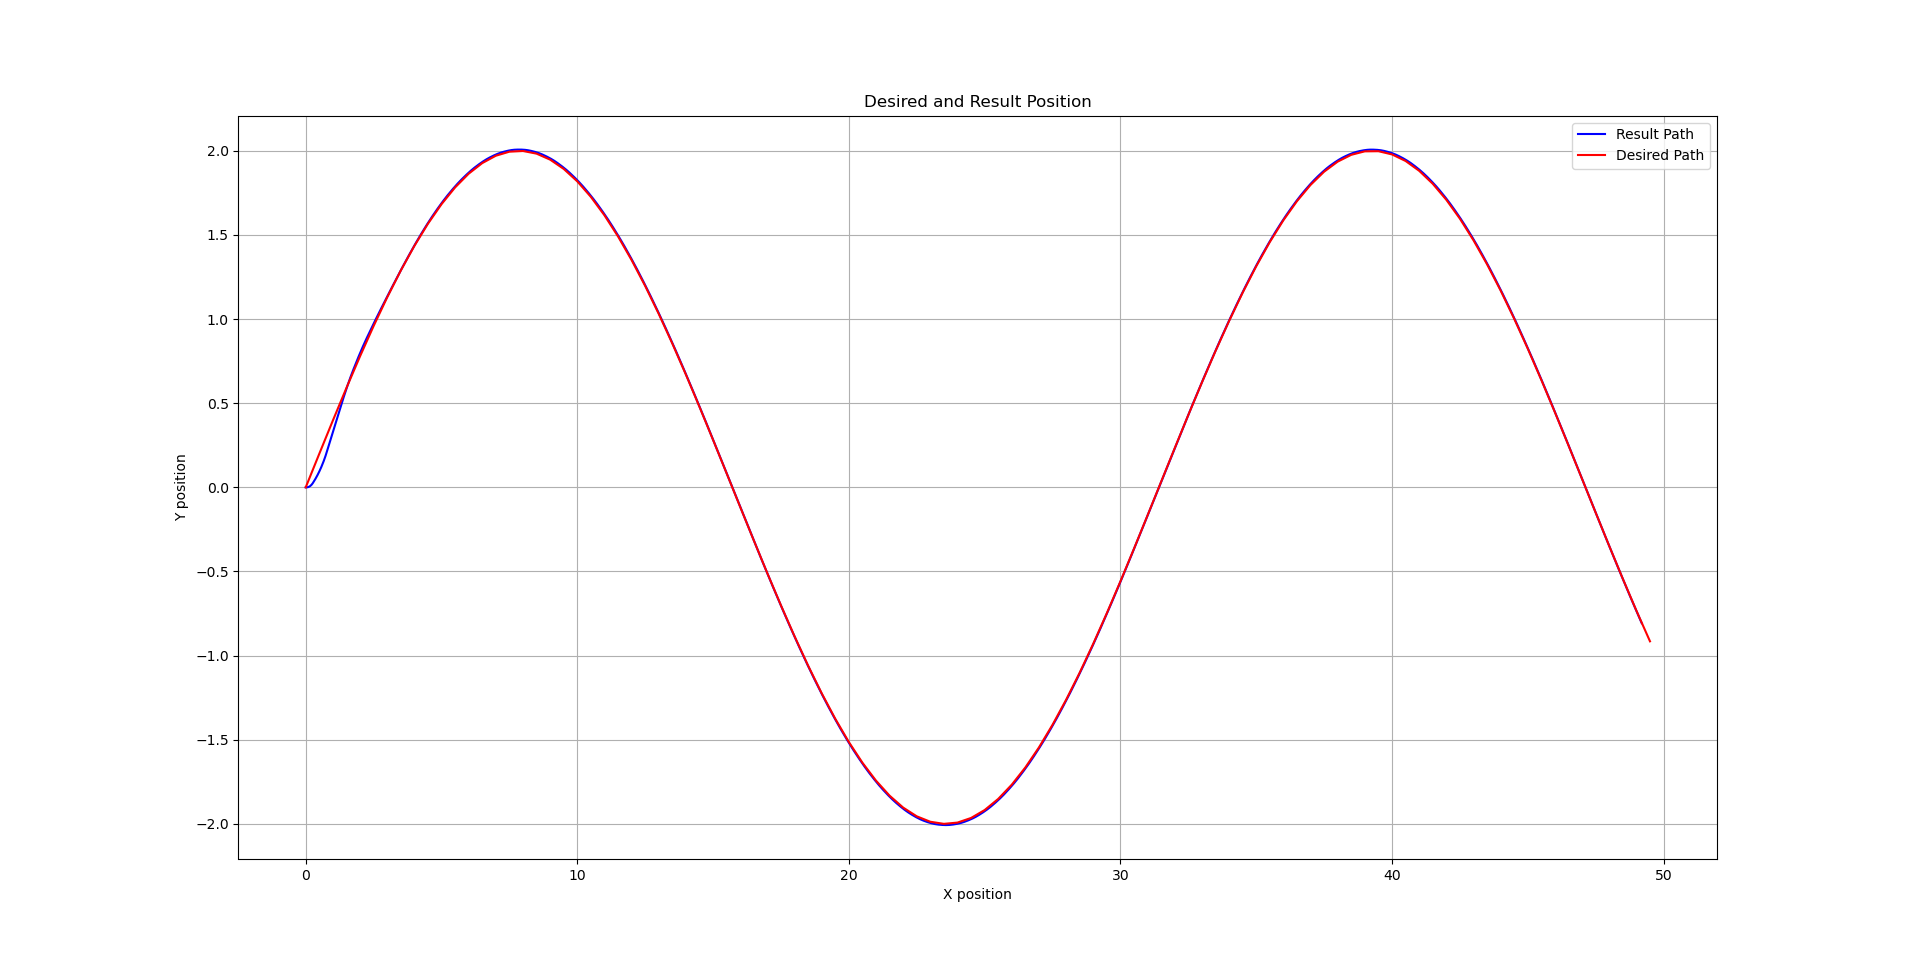 Desired and Result Position
Result Path
Desired Path
2.0
1.5
1.0
0.5
0.0
−0.5
−1.0
−1.5
−2.0
Y position
0 10 20 30 40 50
X position